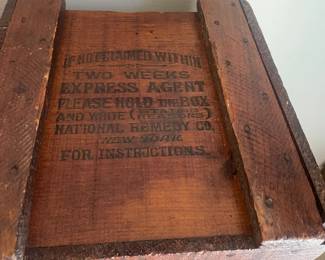 IF NOT CLAIMED WITHIN
TWO WEEKS
EXPRESS AGENT
PLEASE HOLD THE BOX
AND WRITE
NATIONAL REMEDY CO.
NEW YORK
FOR INSTRUCTIONS.